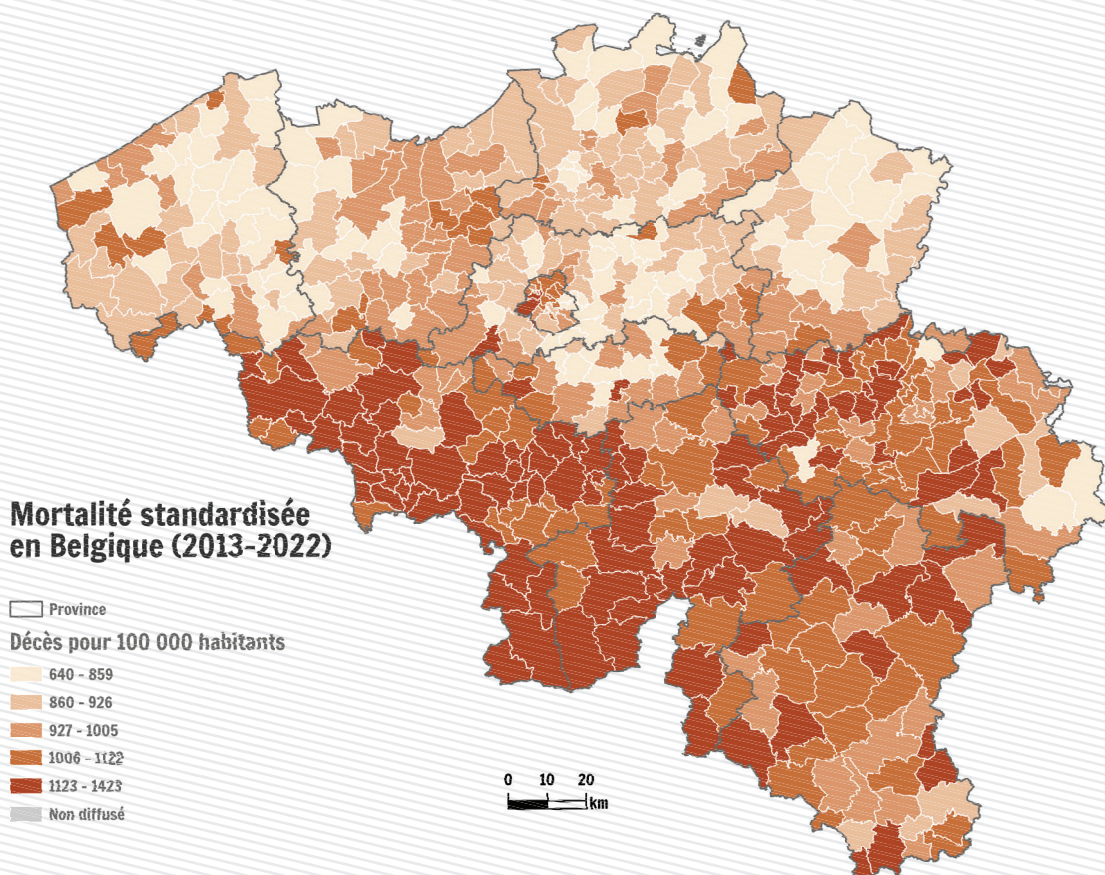 Mortalité standardisée
en Belgique (2013-2022)
Province
Décès pour 100 000 habitants
640 - 859
860 - 926
927 - 1005
1006 - 1122
1123 - 1423
Non diffusé
0 10 20
km